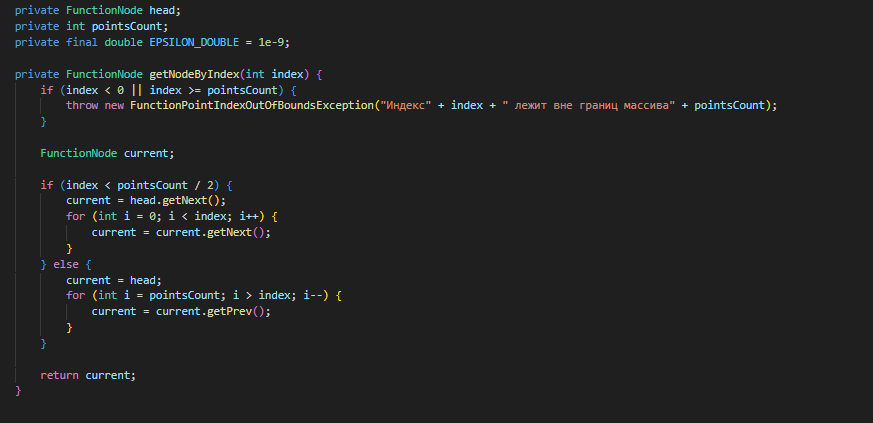 private FunctionNode head;
private int pointsCount;
private final double EPSILON_DOUBLE = 1e-9;
private FunctionNode getNodeByIndex(int index) {
if (index < 0 || index >= pointsCount) {
throw new FunctionPointIndexOutOfBoundsException("Индекс" + index + " лежит вне границ массива" + pointsCount);
}
FunctionNode current;
if (index < pointsCount / 2) {
current = head.getNext();
for (int i = 0; i < index; i++) {
current = current.getNext();
}
} else {
current = head;
for (int i = pointsCount; i > index; i--) {
current = current.getPrev();
}
}
return current;
}